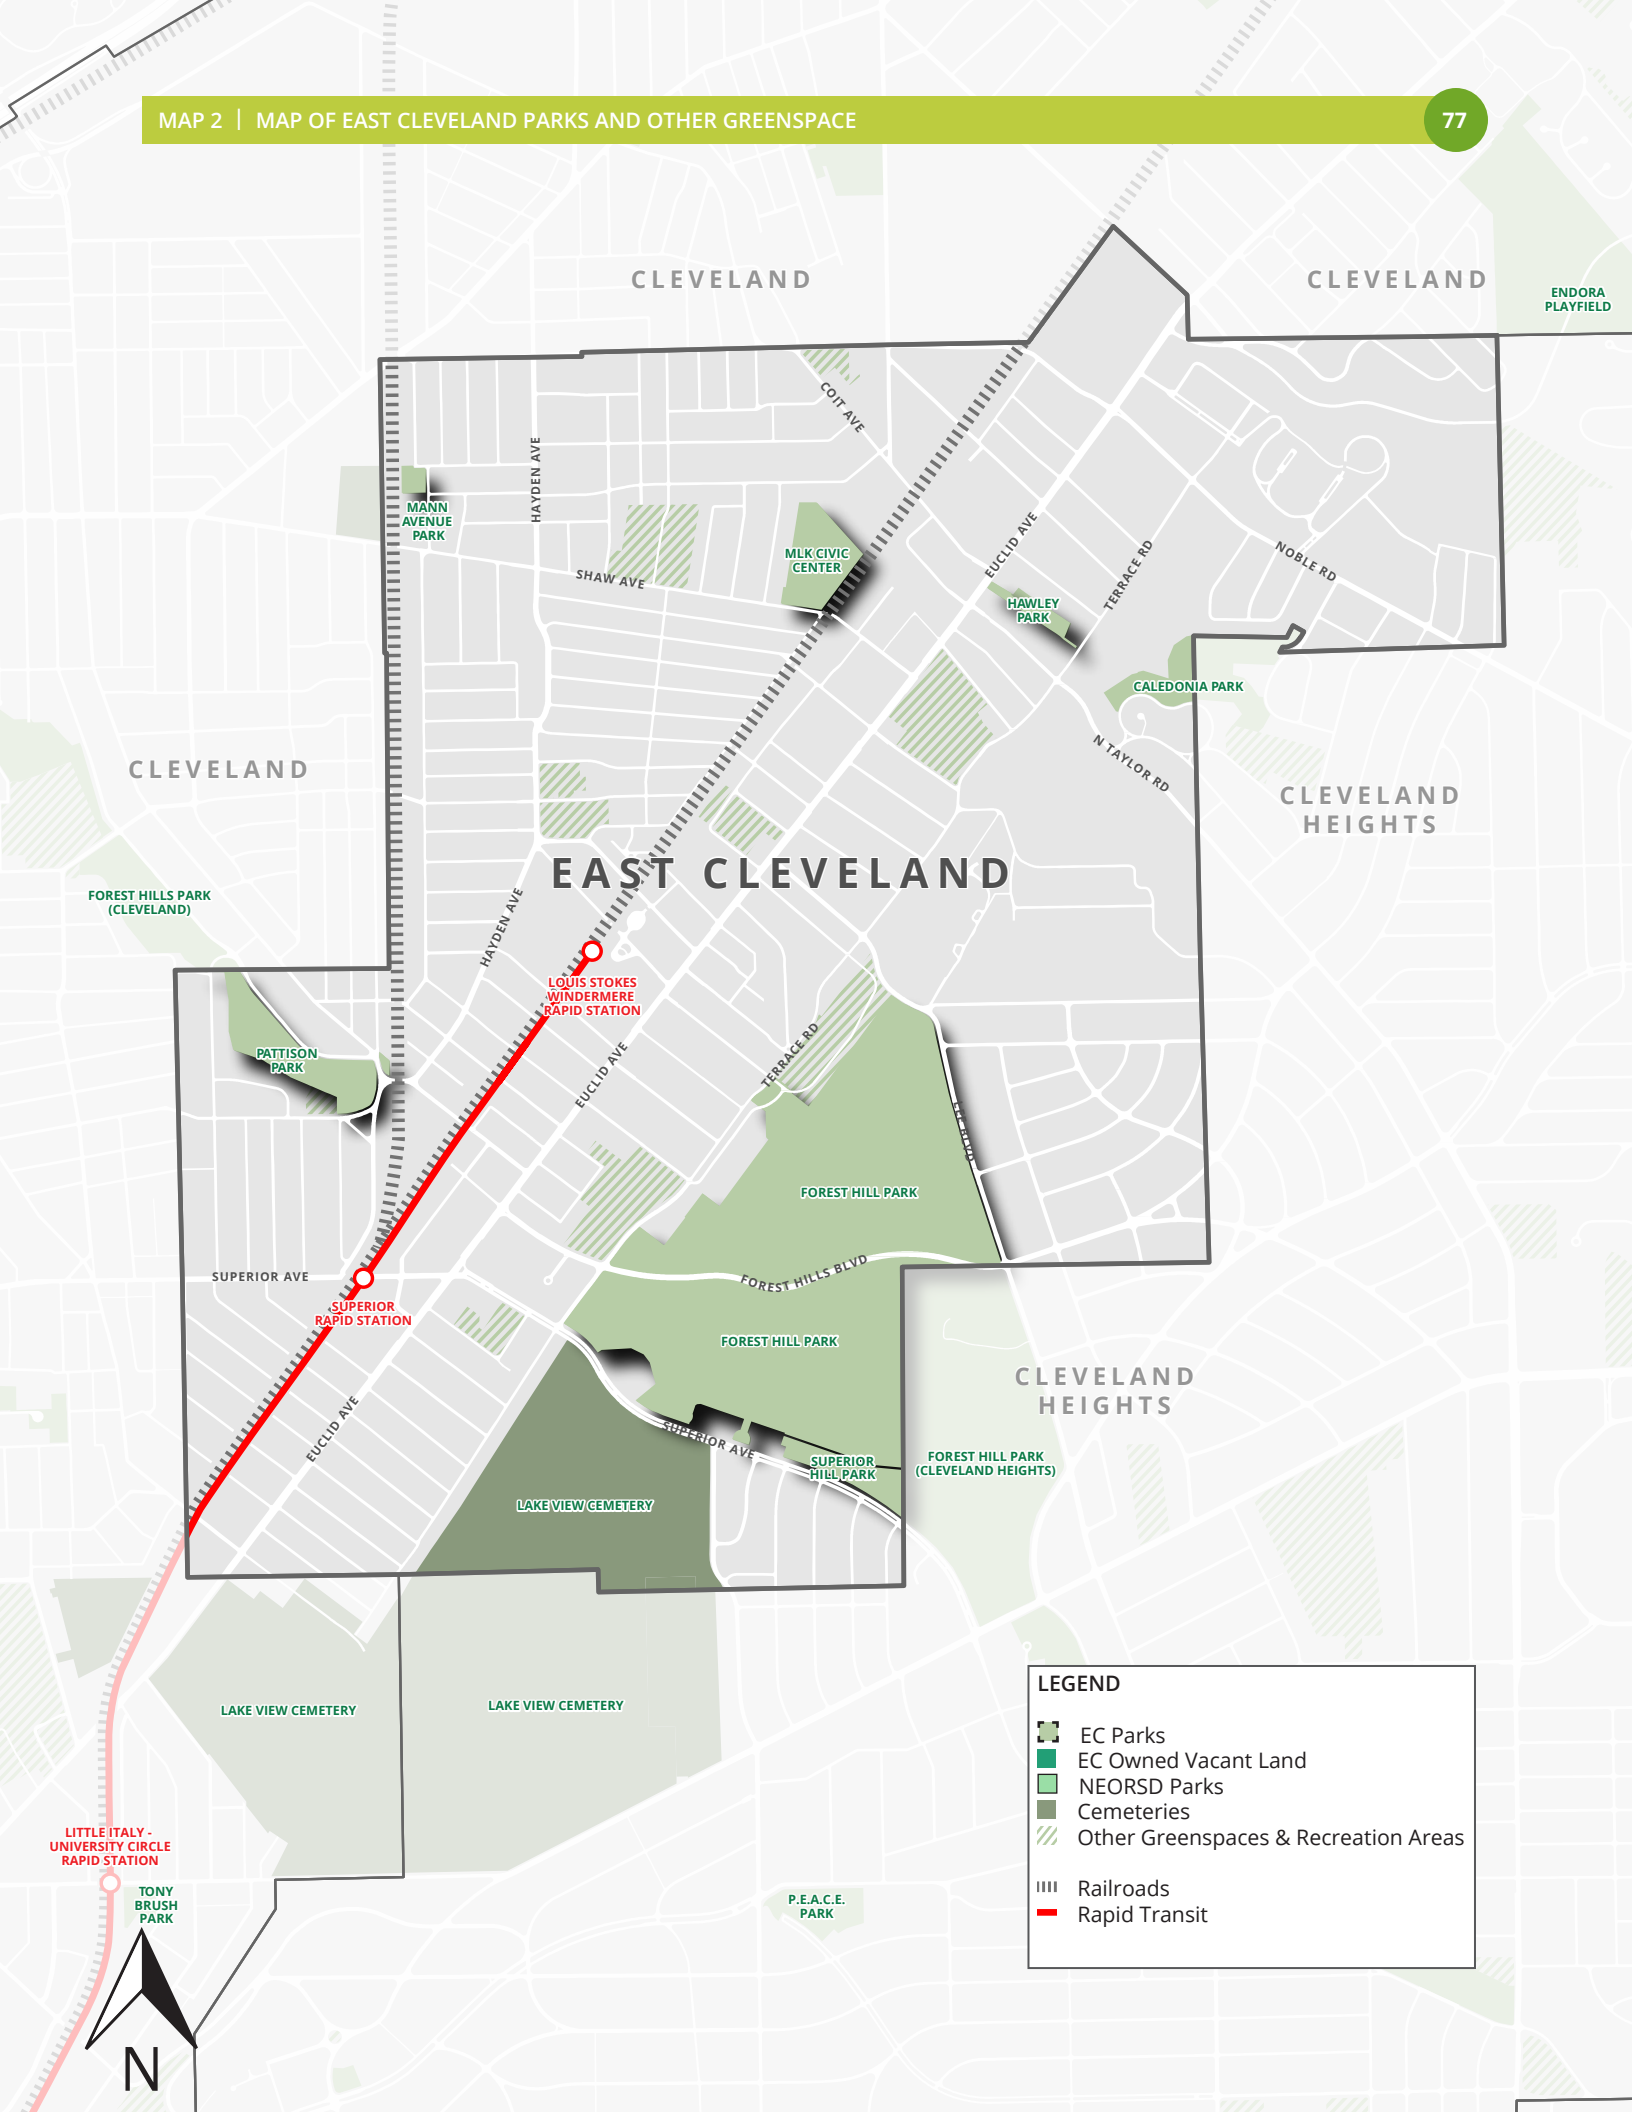 MAP 2 | MAP OF EAST CLEVELAND PARKS AND OTHER GREENSPACE
77
CLEVELAND
CLEVELAND
ENDORA
PLAYFIELD
COIT AVE
HAYDEN AVE
MANN
AVENUE
PARK
SHAW AVE
MLK CIVIC
CENTER
EUCLID AVE
TERRACE RD
NOBLE RD
HAWLEY
PARK
CALEDONIA PARK
N TAYLOR RD
CLEVELAND
CLEVELAND
HEIGHTS
EAST CLEVELAND
FOREST HILLS PARK
(CLEVELAND)
HAYDEN AVE
LOUIS STOKES
WINDERMERE
RAPID STATION
PATTISON
PARK
EUCLID AVE
TERRACE RD
LEE BLVD
FOREST HILL PARK
SUPERIOR AVE
FOREST HILLS BLVD
SUPERIOR
RAPID STATION
FOREST HILL PARK
CLEVELAND
HEIGHTS
EUCLID AVE
SUPERIOR AVE
SUPERIOR
HILL PARK
FOREST HILL PARK
(CLEVELAND HEIGHTS)
LAKE VIEW CEMETERY
LAKE VIEW CEMETERY
LAKE VIEW CEMETERY
LEGEND
EC Parks
EC Owned Vacant Land
NEORSD Parks
Cemeteries
Other Greenspaces & Recreation Areas
Railroads
Rapid Transit
LITTLE ITALY -
UNIVERSITY CIRCLE
RAPID STATION
TONY
BRUSH
PARK
P.E.A.C.E.
PARK
N